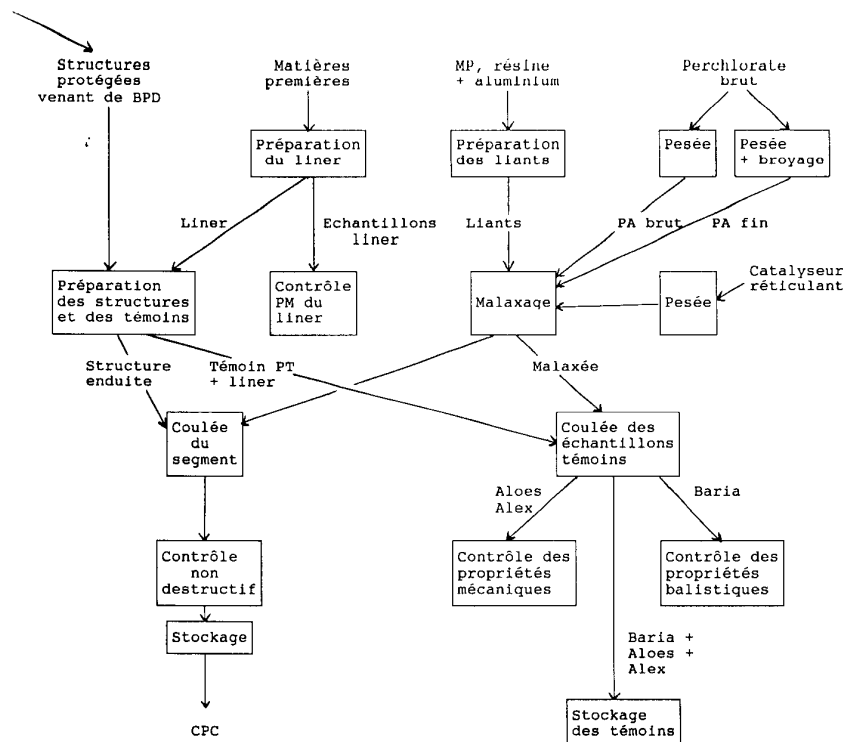 Structures
protégées
venant de BPD
Matières
premières
MP, résine
+ aluminium
Perchlorate
brut
Préparation
du liner
Préparation
des liants
Pesée
Pesée
+ broyage
Liner
Echantillons
liner
Liants
PA brut
PA fin
Préparation
des structures
et des témoins
Contrôle
PM du
liner
Malaxage
Pesée
Catalyseur
réticulant
Structure
enduite
Témoin PT
+ liner
Malaxée
Coulée
du
segment
Coulée des
échantillons
témoins
Aloes
Alex
Baria
Contrôle
non
destructif
Contrôle des
propriétés
mécaniques
Contrôle des
propriétés
balistiques
Stockage
Baria +
Aloes +
Alex
CPC
Stockage
des témoins